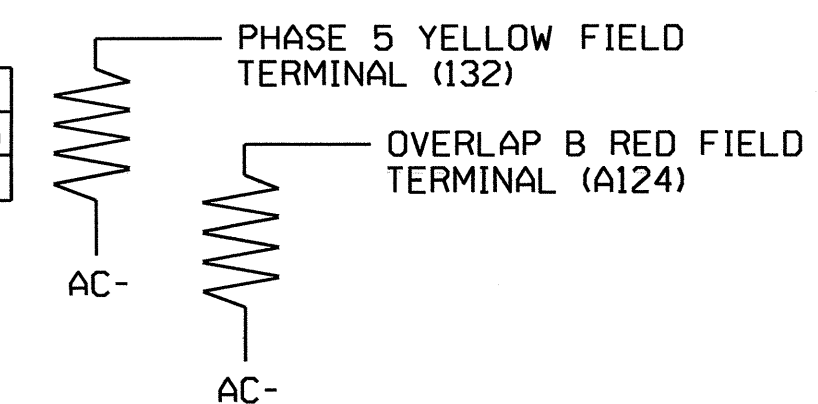 PHASE 5 YELLOW FIELD
TERMINAL (132)
AC-
OVERLAP B RED FIELD
TERMINAL (A124)
AC-